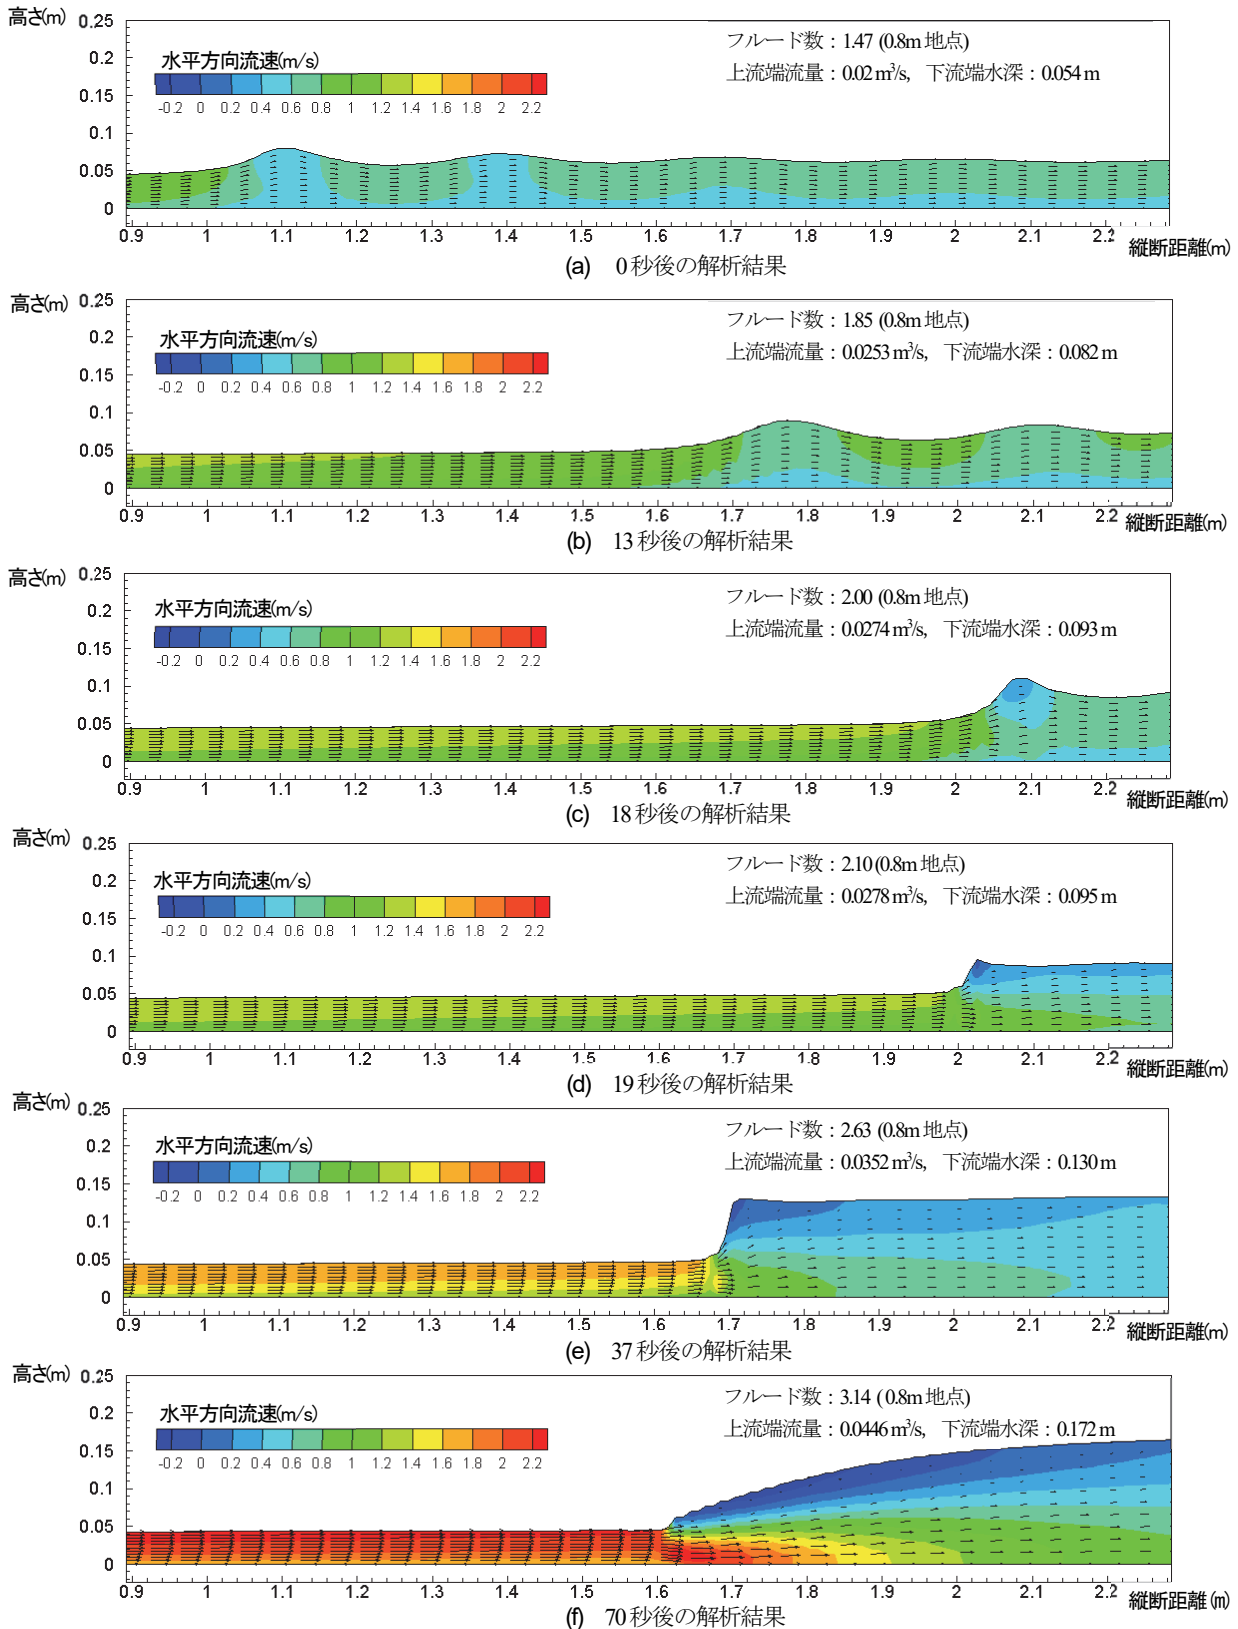 高さ(m)
0.25
0.2
0.15
0.1
0.05
0
水平方向流速(m/s)
-0.2 0 0.2 0.4 0.6 0.8 1 1.2 1.4 1.6 1.8 2 2.2
フルード数：1.47 (0.8m 地点)
上流端流量：0.02 m³/s, 下流端水深：0.054 m
0.9 1 1.1 1.2 1.3 1.4 1.5 1.6 1.7 1.8 1.9 2 2.1 2.2
縦断距離(m)
(a) 0 秒後の解析結果
高さ(m)
0.25
0.2
0.15
0.1
0.05
0
水平方向流速(m/s)
-0.2 0 0.2 0.4 0.6 0.8 1 1.2 1.4 1.6 1.8 2 2.2
フルード数：1.85 (0.8m 地点)
上流端流量：0.0253 m³/s, 下流端水深：0.082 m
0.9 1 1.1 1.2 1.3 1.4 1.5 1.6 1.7 1.8 1.9 2 2.1 2.2
縦断距離(m)
(b) 13 秒後の解析結果
高さ(m)
0.25
0.2
0.15
0.1
0.05
0
水平方向流速(m/s)
-0.2 0 0.2 0.4 0.6 0.8 1 1.2 1.4 1.6 1.8 2 2.2
フルード数：2.00 (0.8m 地点)
上流端流量：0.0274 m³/s, 下流端水深：0.093 m
0.9 1 1.1 1.2 1.3 1.4 1.5 1.6 1.7 1.8 1.9 2 2.1 2.2
縦断距離(m)
(c) 18 秒後の解析結果
高さ(m)
0.25
0.2
0.15
0.1
0.05
0
水平方向流速(m/s)
-0.2 0 0.2 0.4 0.6 0.8 1 1.2 1.4 1.6 1.8 2 2.2
フルード数：2.10 (0.8m 地点)
上流端流量：0.0278 m³/s, 下流端水深：0.095 m
0.9 1 1.1 1.2 1.3 1.4 1.5 1.6 1.7 1.8 1.9 2 2.1 2.2
縦断距離(m)
(d) 19 秒後の解析結果
高さ(m)
0.25
0.2
0.15
0.1
0.05
0
水平方向流速(m/s)
-0.2 0 0.2 0.4 0.6 0.8 1 1.2 1.4 1.6 1.8 2 2.2
フルード数：2.63 (0.8m 地点)
上流端流量：0.0352 m³/s, 下流端水深：0.130 m
0.9 1 1.1 1.2 1.3 1.4 1.5 1.6 1.7 1.8 1.9 2 2.1 2.2
縦断距離(m)
(e) 37 秒後の解析結果
高さ(m)
0.25
0.2
0.15
0.1
0.05
0
水平方向流速(m/s)
-0.2 0 0.2 0.4 0.6 0.8 1 1.2 1.4 1.6 1.8 2 2.2
フルード数：3.14 (0.8m 地点)
上流端流量：0.0446 m³/s, 下流端水深：0.172 m
0.9 1 1.1 1.2 1.3 1.4 1.5 1.6 1.7 1.8 1.9 2 2.1 2.2
縦断距離(m)
(f) 70 秒後の解析結果